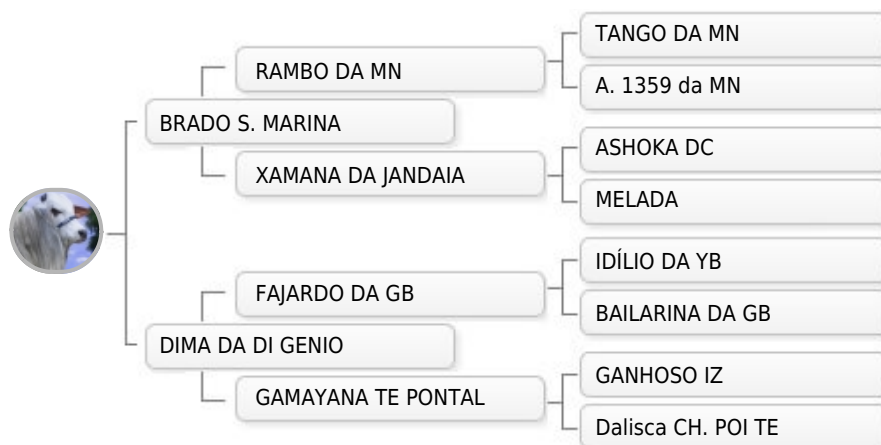 TANGO DA MN
RAMBO DA MN
A. 1359 da MN
BRADO S. MARINA
ASHOKA DC
XAMANA DA JANDAIA
MELADA
IDÍLIO DA YB
FAJARDO DA GB
BAILARINA DA GB
DIMA DA DI GENIO
GANHOSO IZ
GAMAYANA TE PONTAL
Dalisca CH. POI TE